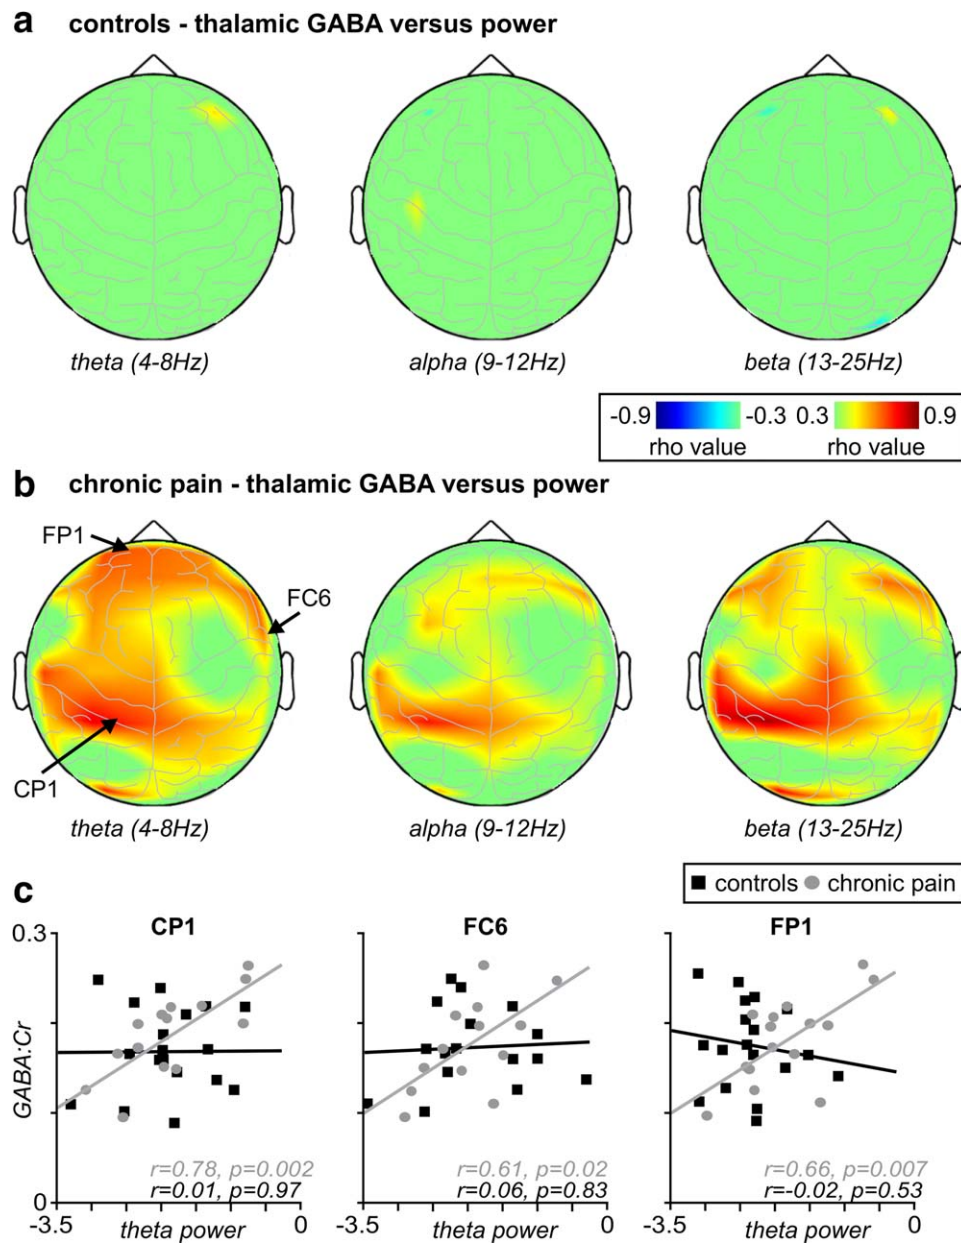 a controls - thalamic GABA versus power
theta (4-8Hz) alpha (9-12Hz) beta (13-25Hz)
-0.9 -0.3 0.3 0.9
rho value rho value
b chronic pain - thalamic GABA versus power
FP1
FC6
CP1
theta (4-8Hz) alpha (9-12Hz) beta (13-25Hz)
controls chronic pain
c
CP1 FC6 FP1
0.3
GABA:Cr
r=0.78, p=0.002 r=0.61, p=0.02 r=0.66, p=0.007
r=0.01, p=0.97 r=0.06, p=0.83 r=-0.02, p=0.53
0
-3.5 theta power 0 -3.5 theta power 0 -3.5 theta power 0